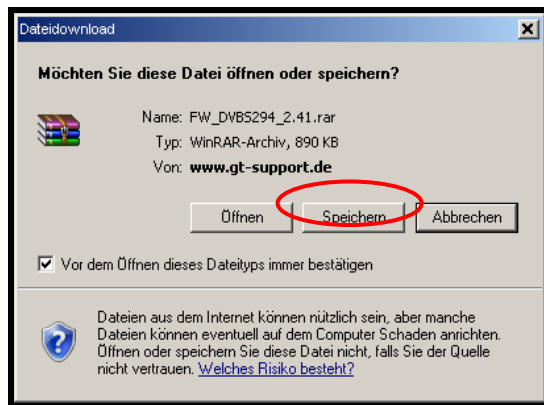 Dateidownload
Möchten Sie diese Datei öffnen oder speichern?
Name: FW_DVBS294_2.41.rar
Typ: WinRAR-Archiv, 890 KB
Von: www.gt-support.de
Öffnen Speichern Abbrechen
Vor dem Öffnen dieses Dateityps immer bestätigen
Dateien aus dem Internet können nützlich sein, aber manche
Dateien können eventuell auf dem Computer Schaden anrichten.
Öffnen oder speichern Sie diese Datei nicht, falls Sie der Quelle
nicht vertrauen. Welches Risiko besteht?